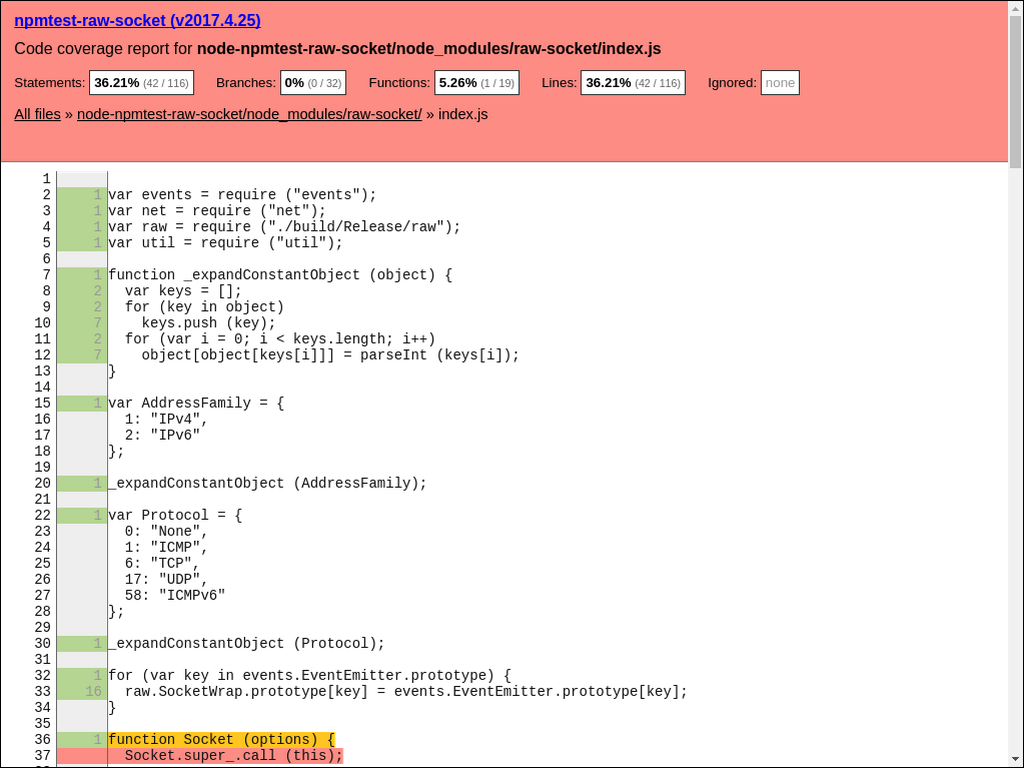 npmtest-raw-socket (v2017.4.25)
Code coverage report for node-npmtest-raw-socket/node_modules/raw-socket/index.js
Statements: 36.21% (42 / 116) Branches: 0% (0 / 32) Functions: 5.26% (1 / 19) Lines: 36.21% (42 / 116) Ignored: none
All files » node-npmtest-raw-socket/node_modules/raw-socket/ » index.js
1
2 1 var events = require ("events");
3 1 var net = require ("net");
4 1 var raw = require ("./build/Release/raw");
5 1 var util = require ("util");
6
7 1 function _expandConstantObject (object) {
8 2   var keys = [];
9 2   for (key in object)
10 7     keys.push (key);
11 2   for (var i = 0; i < keys.length; i++)
12 7     object[object[keys[i]]] = parseInt (keys[i]);
13 }
14
15 1 var AddressFamily = {
16   1: "IPv4",
17   2: "IPv6"
18 };
19
20 1 _expandConstantObject (AddressFamily);
21
22 1 var Protocol = {
23   0: "None",
24   1: "ICMP",
25   6: "TCP",
26   17: "UDP",
27   58: "ICMPv6"
28 };
29
30 1 _expandConstantObject (Protocol);
31
32 1 for (var key in events.EventEmitter.prototype) {
33 16   raw.SocketWrap.prototype[key] = events.EventEmitter.prototype[key];
34 }
35
36 1 function Socket (options) {
37   Socket.super_.call (this);